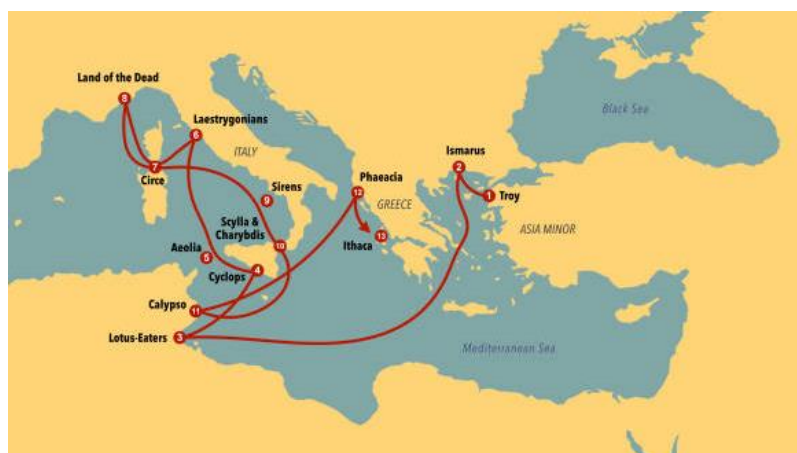 Land of the Dead
8
Laestrygonians
6
Black Sea
ITALY
Ismarus
2
7
Circe
Phaeacia
12
Sirens
9
GREECE
1
Troy
Scylla &
Charybdis
10
Ithaca
13
ASIA MINOR
Aeolia
5
Cyclops
4
Calypso
11
Lotus-Eaters
3
Mediterranean Sea